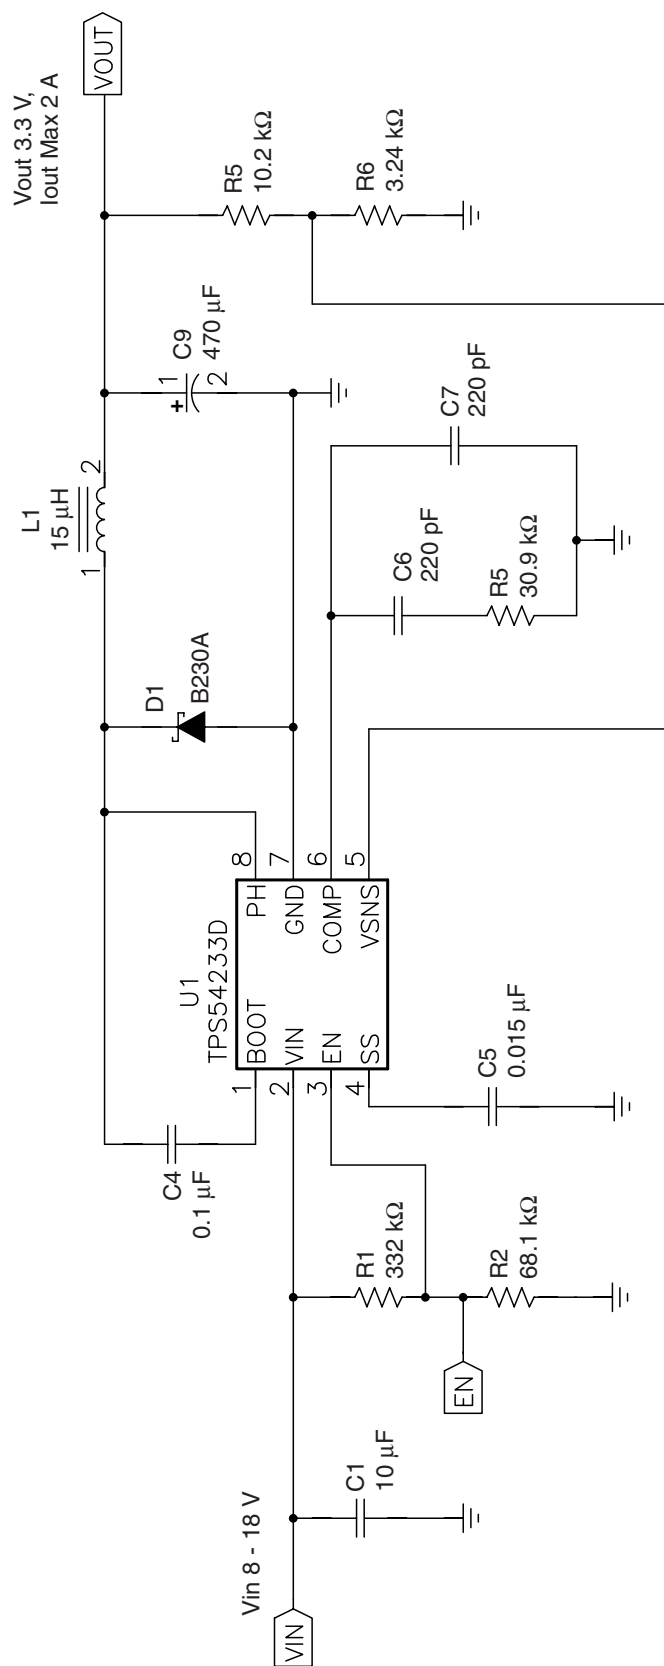 Vout 3.3 V,
Iout Max 2 A
VOUT
L1
15 µH
1
2
C9
470 µF
1
2
+
R5
10.2 kΩ
R6
3.24 kΩ
D1
B230A
C4
0.1 µF
U1
TPS54233D
1
BOOT
2
VIN
3
EN
4
SS
8
PH
7
GND
6
COMP
5
VSNS
Vin 8 - 18 V
VIN
C1
10 µF
R1
332 kΩ
R2
68.1 kΩ
EN
C5
0.015 µF
C6
220 pF
R5
30.9 kΩ
C7
220 pF